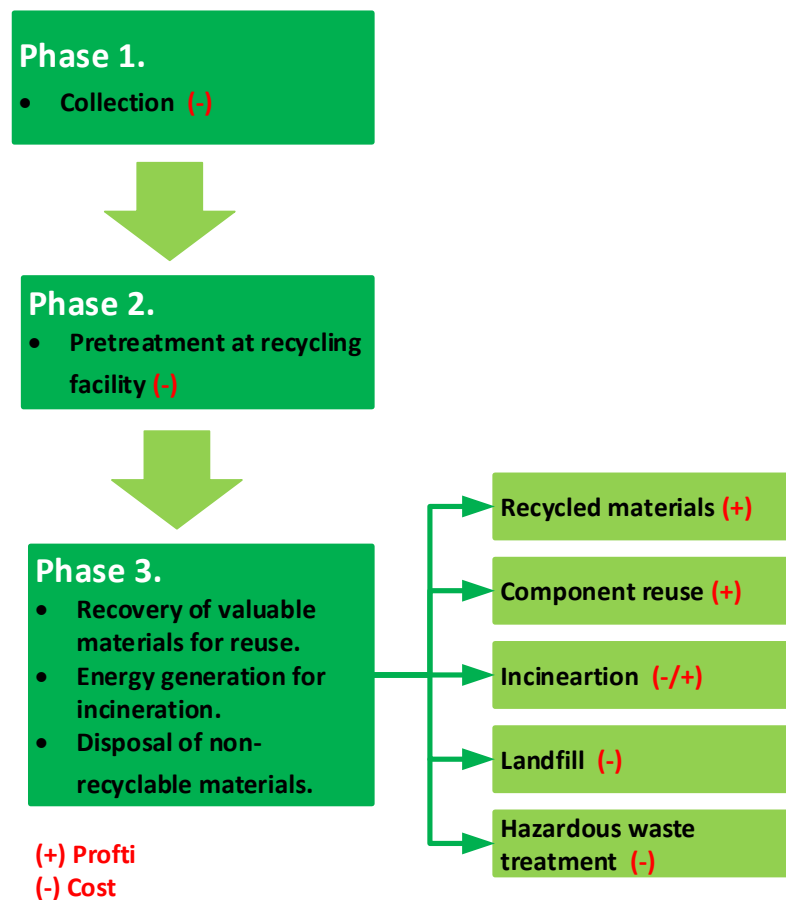 Phase 1.
• Collection (-)
Phase 2.
• Pretreatment at recycling
facility (-)
Phase 3.
• Recovery of valuable
materials for reuse.
• Energy generation for
incineration.
• Disposal of non-
recyclable materials.
Recycled materials (+)
Component reuse (+)
Incineartion (-/+)
Landfill (-)
Hazardous waste
treatment (-)
(+) Profti
(-) Cost